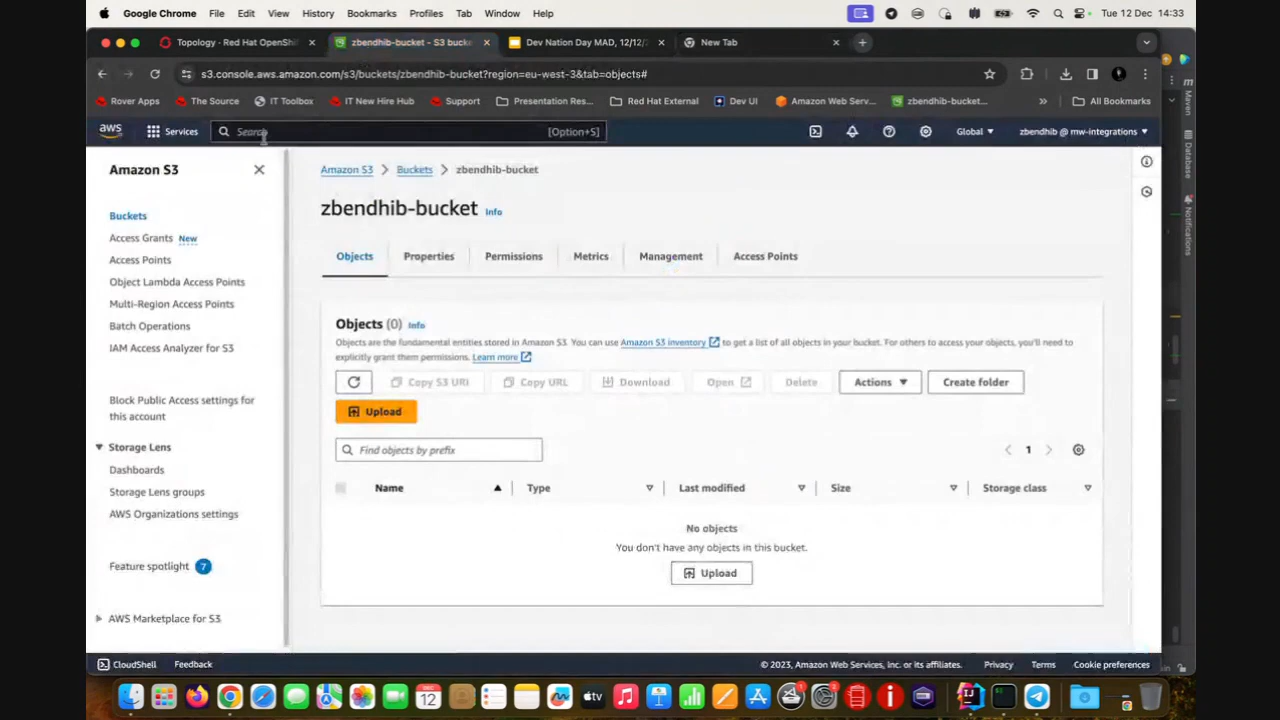 Google Chrome File Edit View History Bookmarks Profiles Tab Window Help Tue 12 Dec 14:33
Topology - Red Hat OpenShift zbendhib-bucket - S3 bucke Dev Nation Day MAD, 12/12/ New Tab
s3.console.aws.amazon.com/s3/buckets/zbendhib-bucket?region=eu-west-3&tab=objects#
Rover Apps The Source IT Toolbox IT New Hire Hub Support Presentation Res... Red Hat External Dev UI Amazon Web Serv... zbendhib-bucket... » All Bookmarks
aws Services Search [Option+S] Global zbendhib @ mw-integrations
Maven
Database
Notifications
Amazon S3
Buckets
Access Grants New
Access Points
Object Lambda Access Points
Multi-Region Access Points
Batch Operations
IAM Access Analyzer for S3
Block Public Access settings for
this account
Storage Lens
Dashboards
Storage Lens groups
AWS Organizations settings
Feature spotlight 7
AWS Marketplace for S3
Amazon S3 > Buckets > zbendhib-bucket
zbendhib-bucket Info
Objects Properties Permissions Metrics Management Access Points
Objects (0) Info
Objects are the fundamental entities stored in Amazon S3. You can use Amazon S3 inventory to get a list of all objects in your bucket. For others to access your objects, you'll need to
explicitly grant them permissions. Learn more
Copy S3 URI Copy URL Download Open Delete Actions Create folder
Upload
Find objects by prefix 1
Name Type Last modified Size Storage class
No objects
You don't have any objects in this bucket.
Upload
CloudShell Feedback © 2023, Amazon Web Services, Inc. or its affiliates. Privacy Terms Cookie preferences